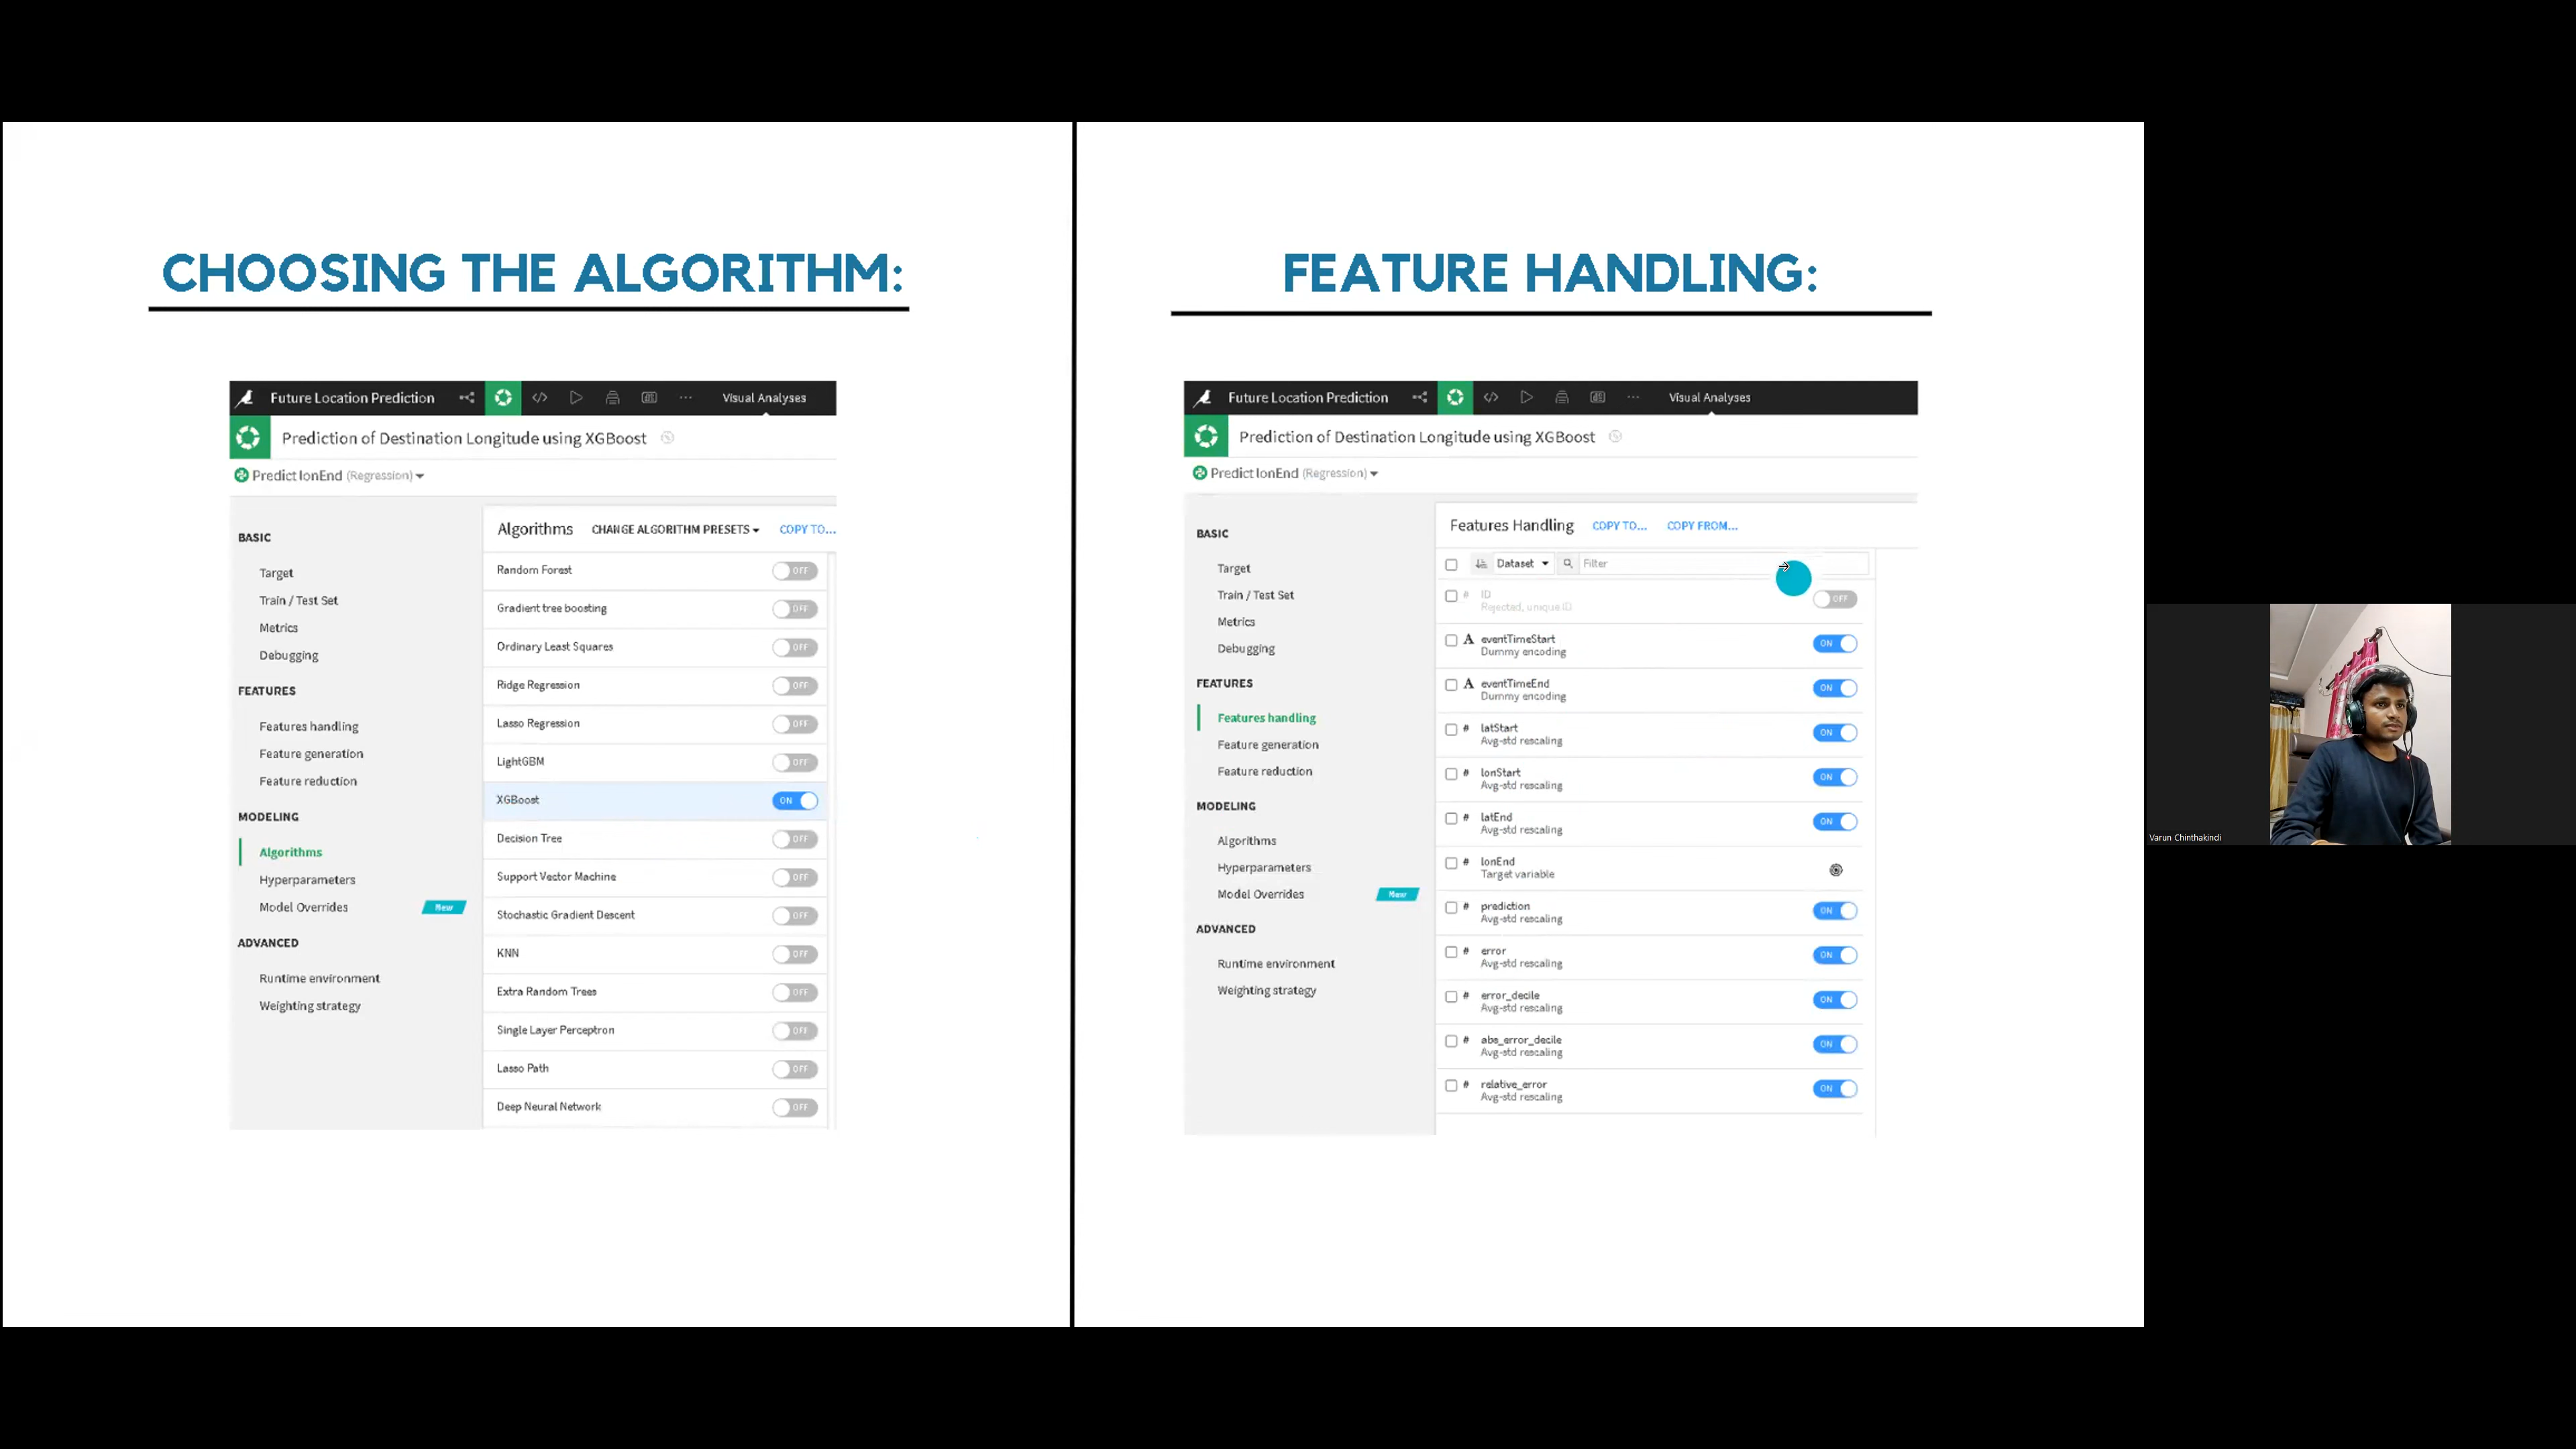 CHOOSING THE ALGORITHM:
Future Location Prediction
Visual Analyses
Prediction of Destination Longitude using XGBoost
Predict lonEnd (Regression)
BASIC
Target
Train / Test Set
Metrics
Debugging
FEATURES
Features handling
Feature generation
Feature reduction
MODELING
Algorithms
Hyperparameters
Model Overrides New
ADVANCED
Runtime environment
Weighting strategy
Algorithms CHANGE ALGORITHM PRESETS COPY TO...
Random Forest OFF
Gradient tree boosting OFF
Ordinary Least Squares OFF
Ridge Regression OFF
Lasso Regression OFF
LightGBM OFF
XGBoost ON
Decision Tree OFF
Support Vector Machine OFF
Stochastic Gradient Descent OFF
KNN OFF
Extra Random Trees OFF
Single Layer Perceptron OFF
Lasso Path OFF
Deep Neural Network OFF
FEATURE HANDLING:
Future Location Prediction
Visual Analyses
Prediction of Destination Longitude using XGBoost
Predict lonEnd (Regression)
BASIC
Target
Train / Test Set
Metrics
Debugging
FEATURES
Features handling
Feature generation
Feature reduction
MODELING
Algorithms
Hyperparameters
Model Overrides New
ADVANCED
Runtime environment
Weighting strategy
Features Handling COPY TO... COPY FROM...
Dataset Filter
# ID OFF
Rejected, unique ID
A eventTimeStart ON
Dummy encoding
A eventTimeEnd ON
Dummy encoding
# latStart ON
Avg-std rescaling
# lonStart ON
Avg-std rescaling
# latEnd ON
Avg-std rescaling
# lonEnd
Target variable
# prediction ON
Avg-std rescaling
# error ON
Avg-std rescaling
# error_decile ON
Avg-std rescaling
# abs_error_decile ON
Avg-std rescaling
# relative_error ON
Avg-std rescaling
Varun Chinthakindi